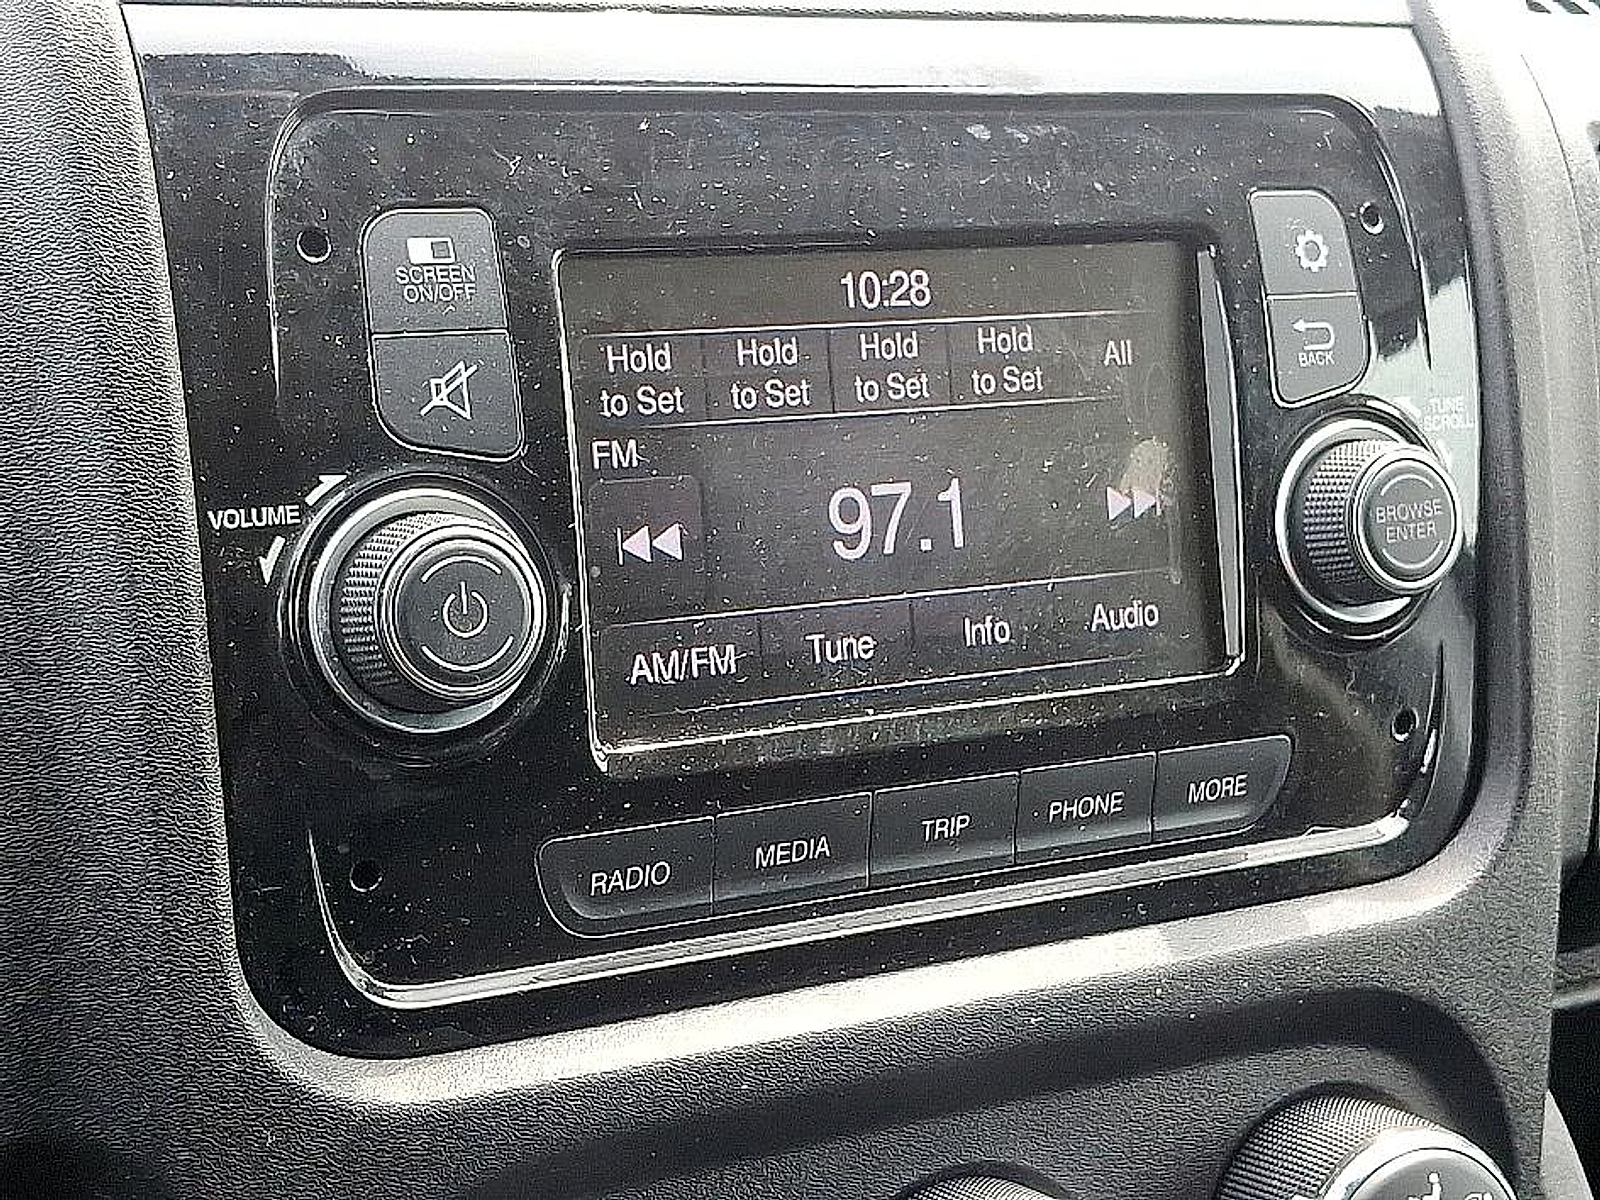 SCREEN
ON/OFF
10:28
Hold to Set
Hold to Set
Hold to Set
Hold to Set
All
BACK
TUNE
SCROLL
FM
VOLUME
97.1
BROWSE
ENTER
AM/FM
Tune
Info
Audio
RADIO
MEDIA
TRIP
PHONE
MORE